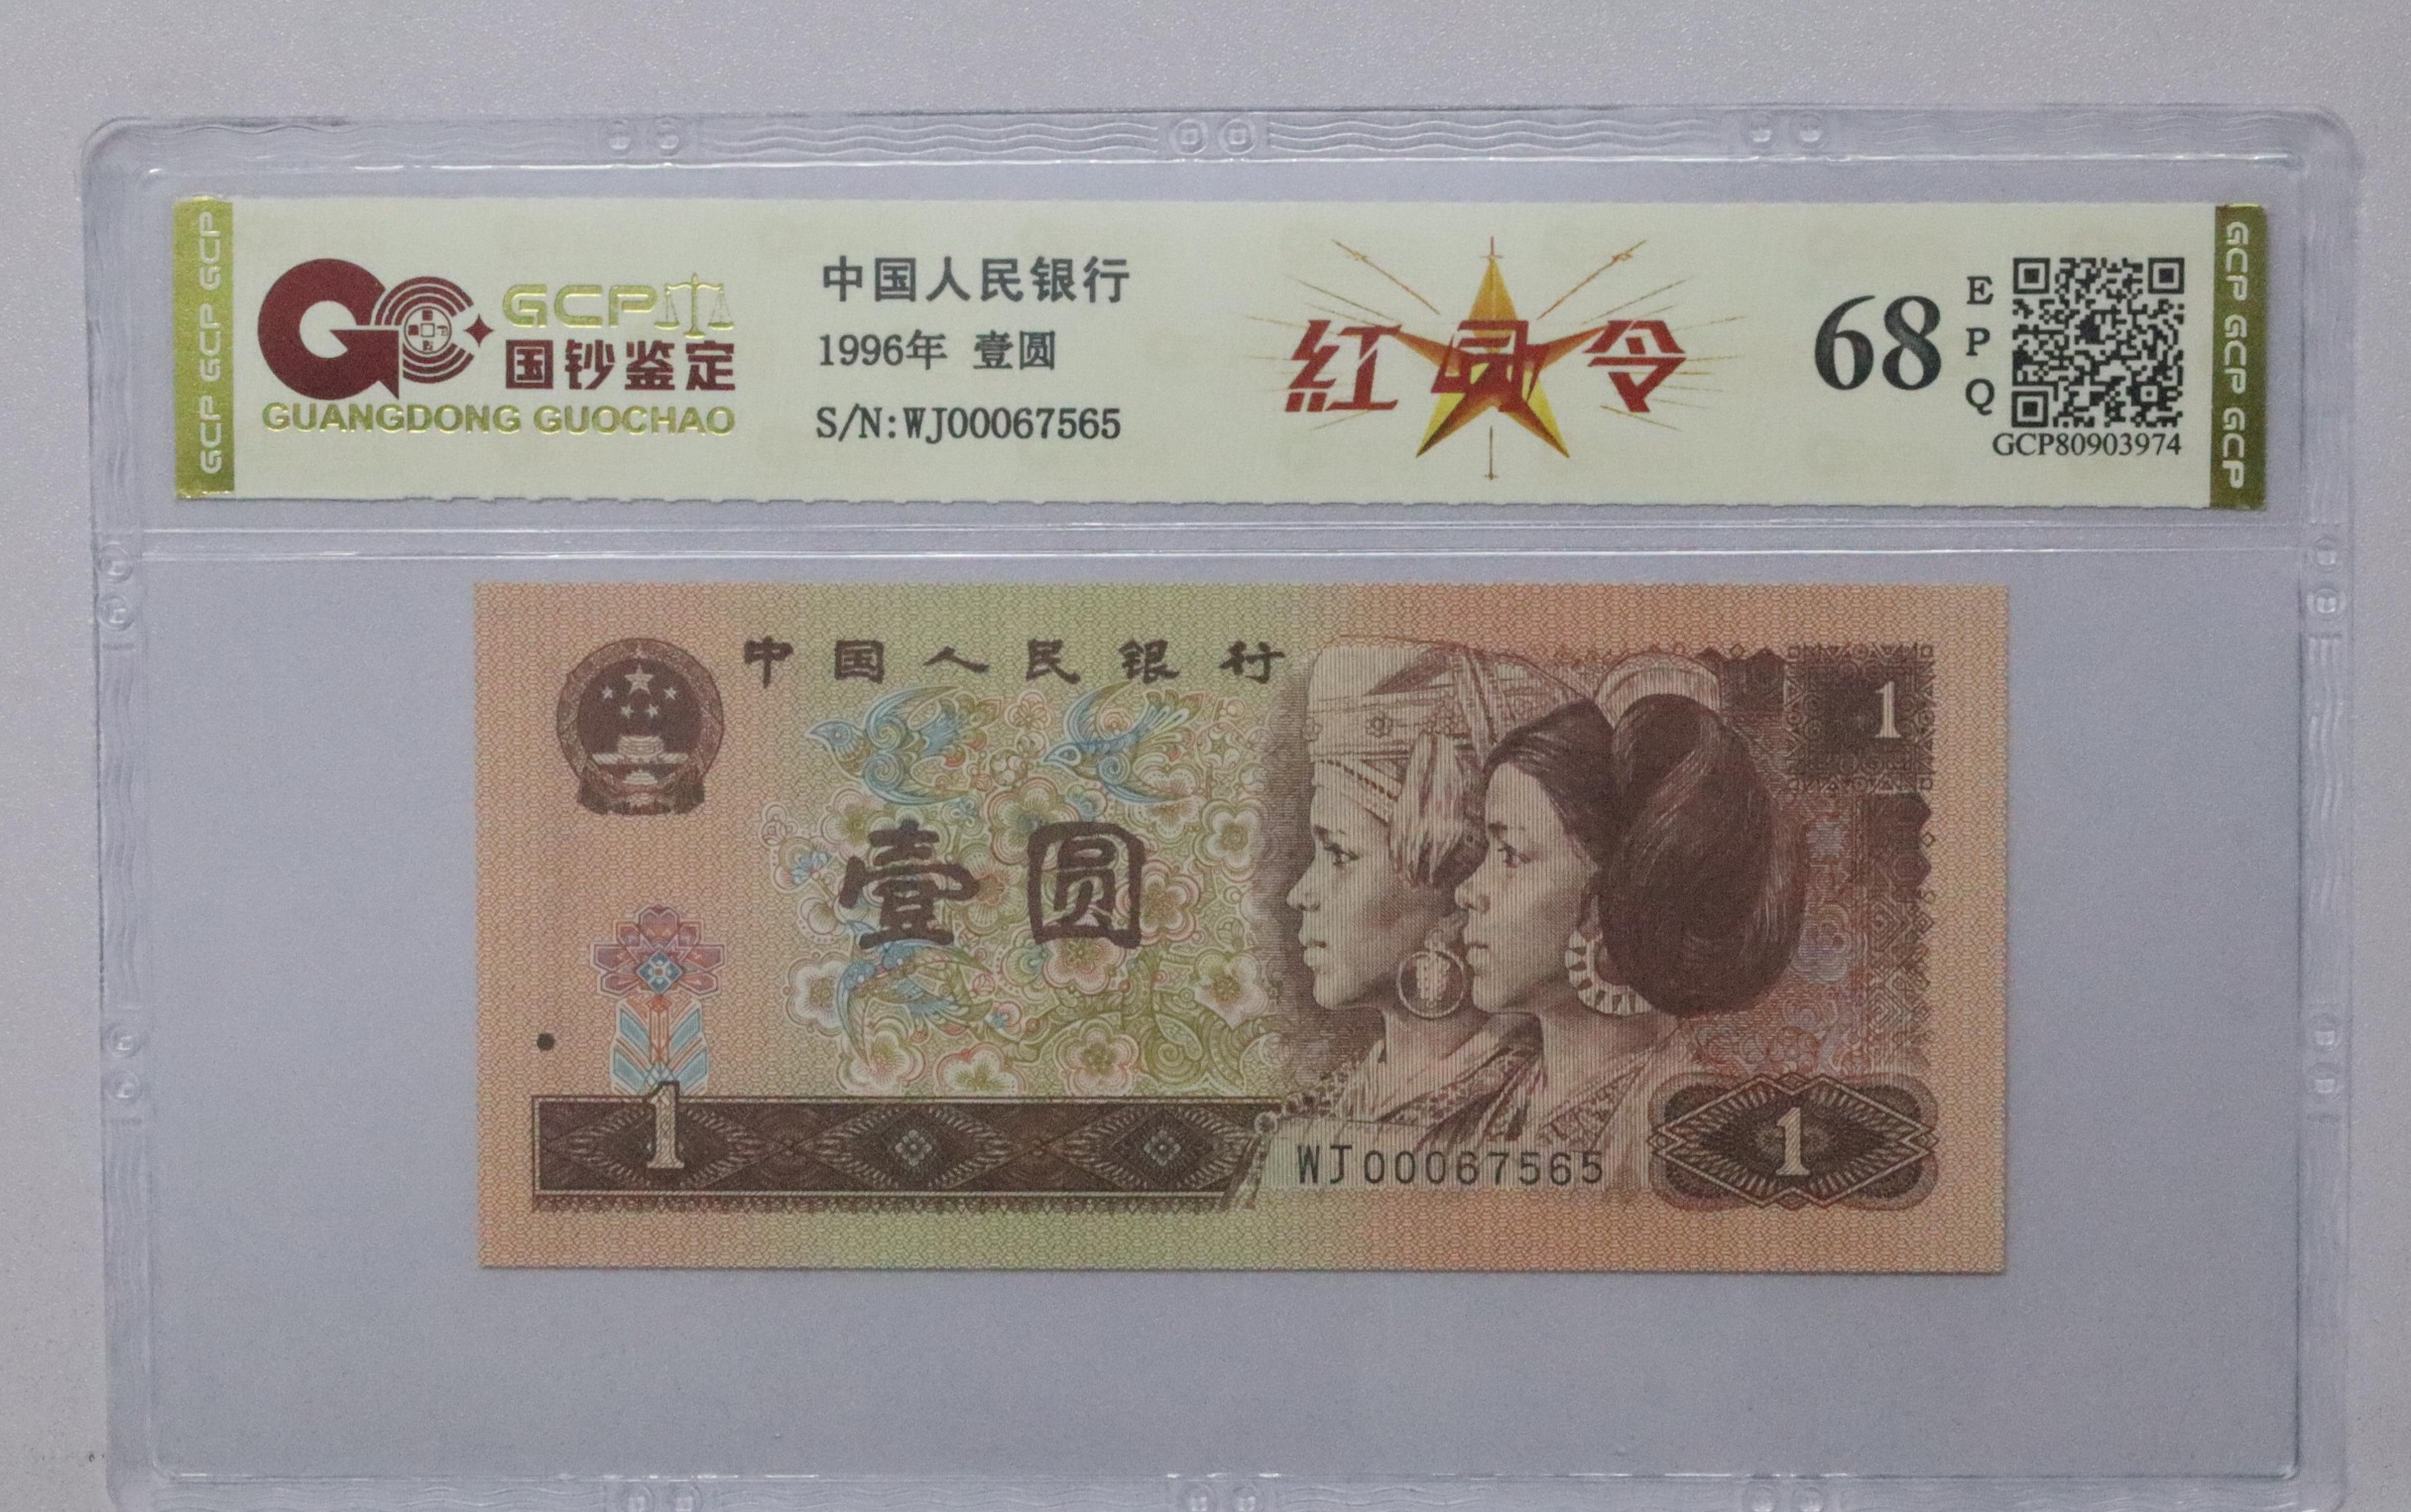 GCP GCP GCP
GCP
国钞鉴定
GUANGDONG GUOCHAO
中国人民银行
1996年 壹圆
S/N:WJ00067565
紅 令
68
EPQ
GCP80903974
GCP GCP GCP
中国人民银行
1
壹圆
1
WJ00067565
1